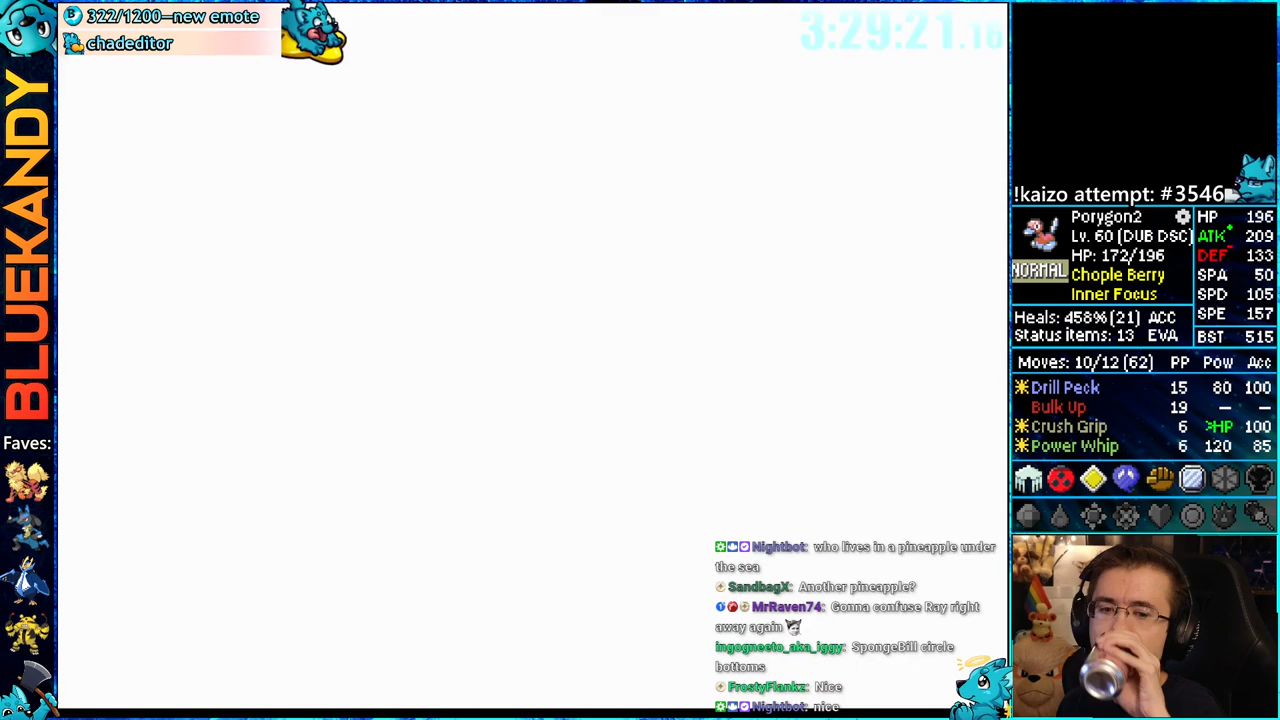 322/1200—new emote
chadeditor
3:29:21.16
BLUEKANDY
Faves:
!kaizo attempt: #3546
Porygon2
Lv. 60 (DUB DSC)
HP: 172/196
NORMAL
Chople Berry
Inner Focus
HP 196
ATK 209
DEF 133
SPA 50
SPD 105
SPE 157
BST 515
Heals: 458% (21) ACC
Status items: 13 EVA
Moves: 10/12 (62) PP Pow Acc
Drill Peck 15 80 100
Bulk Up 19 — —
Crush Grip 6 >HP 100
Power Whip 6 120 85
Nightbot: who lives in a pineapple under
the sea
SandbagX: Another pineapple?
MrRaven74: Gonna confuse Ray right
away again
ingogneeto_aka_iggy: SpongeBill circle
bottoms
FrostyFlankz: Nice
Nightbot: nice